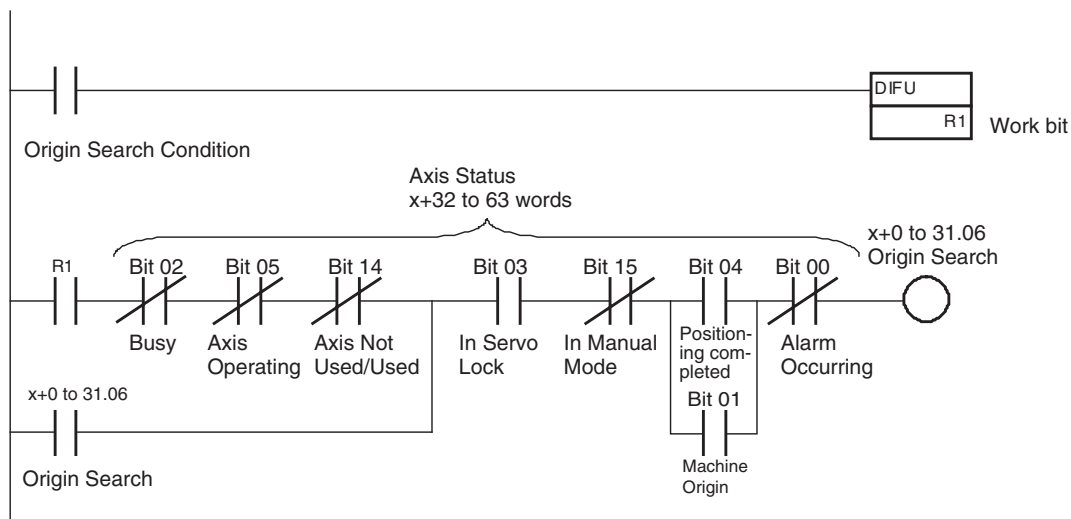 DIFU
R1
Work bit
Origin Search Condition
Axis Status
x+32 to 63 words
x+0 to 31.06
Origin Search
R1
Bit 02
Bit 05
Bit 14
Bit 03
Bit 15
Bit 04
Bit 00
Busy
Axis
Operating
Axis Not
Used/Used
In Servo
Lock
In Manual
Mode
Position-
ing com-
pleted
Alarm
Occurring
x+0 to 31.06
Origin Search
Bit 01
Machine
Origin